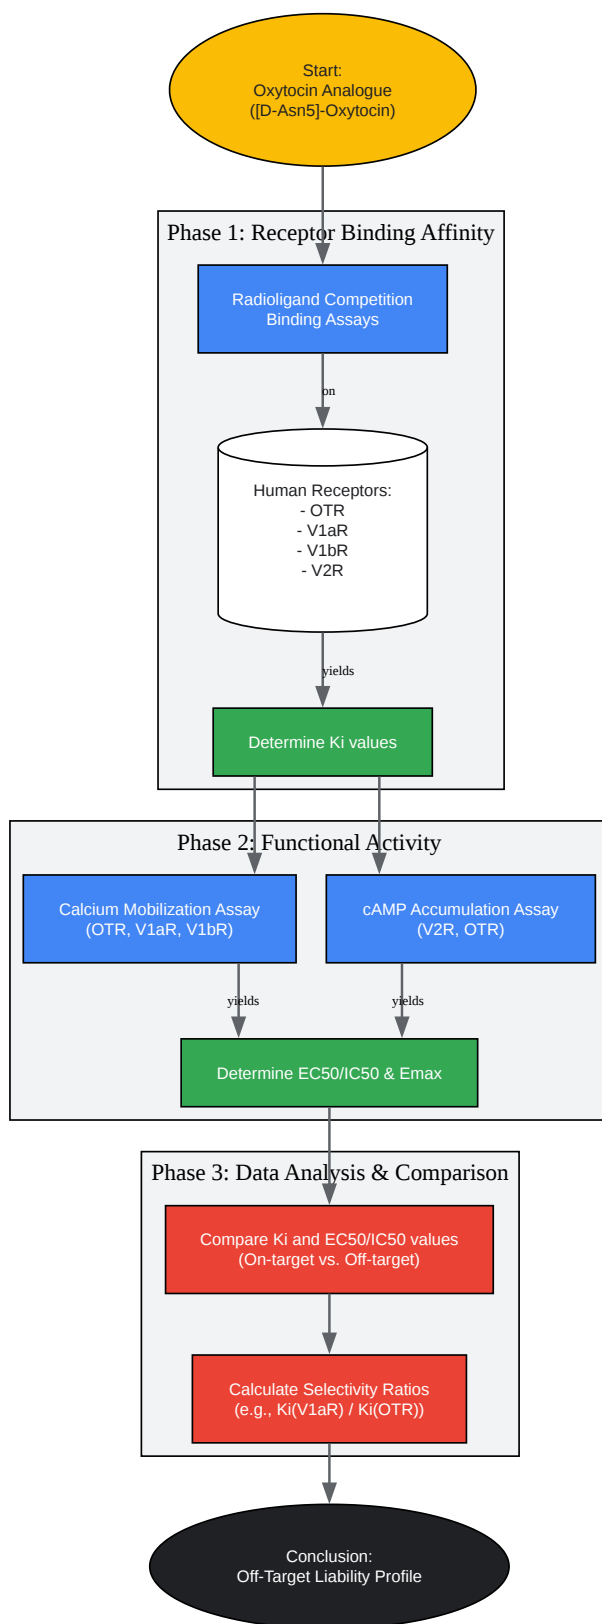 Start:
Oxytocin Analogue
([D-Asn5]-Oxytocin)
Phase 1: Receptor Binding Affinity
Radioligand Competition
Binding Assays
on
Human Receptors:
- OTR
- V1aR
- V1bR
- V2R
yields
Determine Ki values
Phase 2: Functional Activity
Calcium Mobilization Assay
(OTR, V1aR, V1bR)
cAMP Accumulation Assay
(V2R, OTR)
yields
yields
Determine EC50/IC50 & Emax
Phase 3: Data Analysis & Comparison
Compare Ki and EC50/IC50 values
(On-target vs. Off-target)
Calculate Selectivity Ratios
(e.g., Ki(V1aR) / Ki(OTR))
Conclusion:
Off-Target Liability Profile